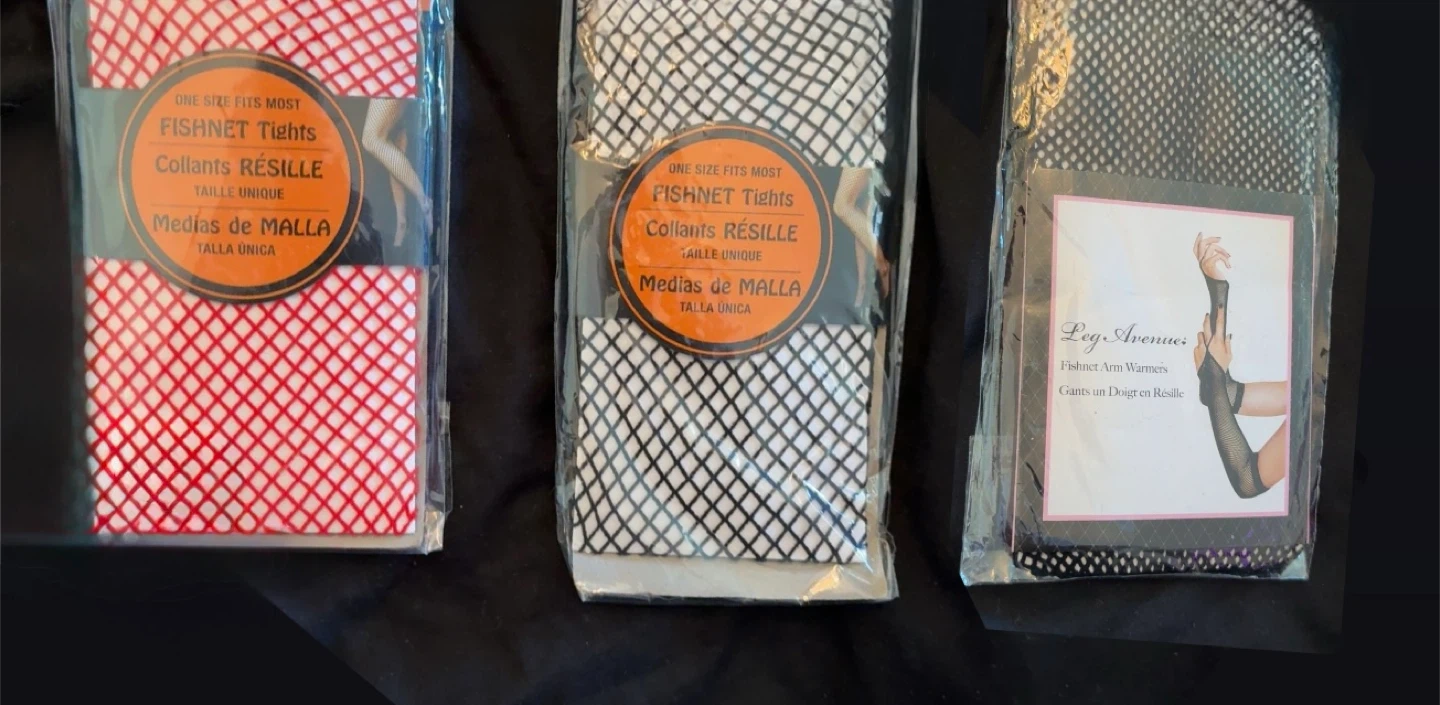 ONE SIZE FITS MOST
FISHNET Tights
Collants RÉSILLE
TAILLE UNIQUE
Medias de MALLA
TALLA ÚNICA
ONE SIZE FITS MOST
FISHNET Tights
Collants RÉSILLE
TAILLE UNIQUE
Medias de MALLA
TALLA ÚNICA
Leg Avenue
Fishnet Arm Warmers
Gants un Doigt en Résille